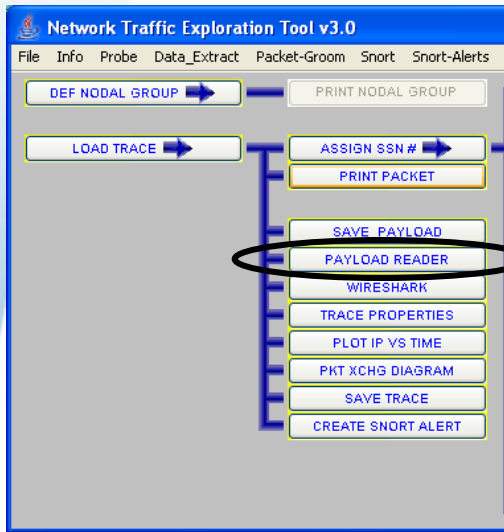 Network Traffic Exploration Tool v3.0
File Info Probe Data_Extract Packet-Groom Snort Snort-Alerts
DEF NODAL GROUP
PRINT NODAL GROUP
LOAD TRACE
ASSIGN SSN #
PRINT PACKET
SAVE PAYLOAD
PAYLOAD READER
WIRESHARK
TRACE PROPERTIES
PLOT IP VS TIME
PKT XCHG DIAGRAM
SAVE TRACE
CREATE SNORT ALERT